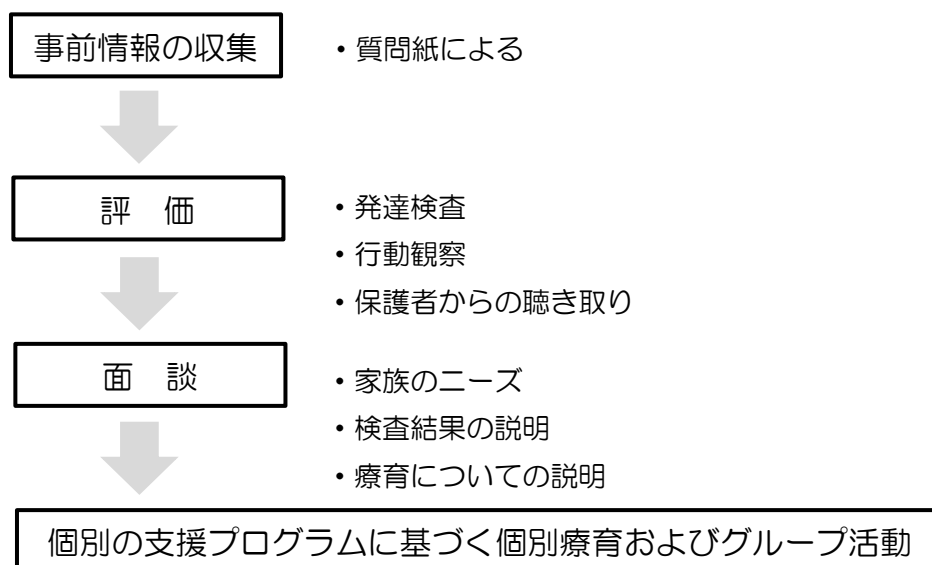 事前情報の収集
・質問紙による
評 価
・発達検査
・行動観察
・保護者からの聴き取り
面 談
・家族のニーズ
・検査結果の説明
・療育についての説明
個別の支援プログラムに基づく個別療育およびグループ活動